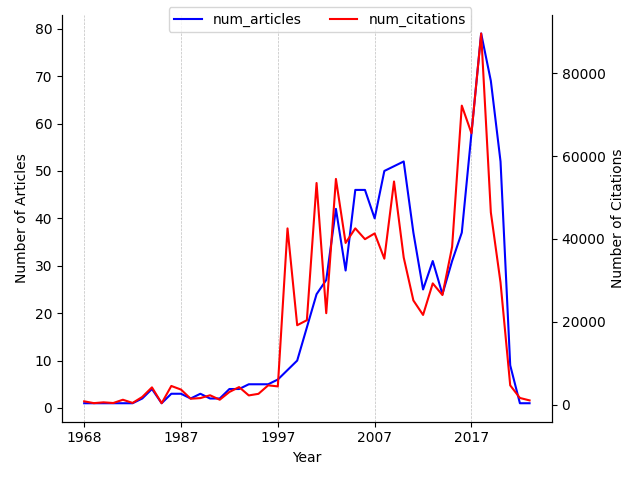 num_articles num_citations
80
70
60
50
40
30
20
10
0
Number of Articles
80000
60000
40000
20000
0
Number of Citations
1968 1987 1997 2007 2017
Year